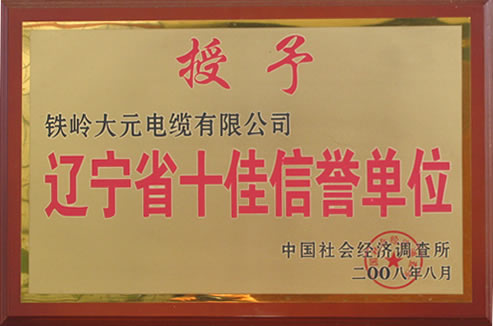 授予
铁岭大元电缆有限公司
辽宁省十佳信誉单位
中国社会经济调查所
二00八年八月